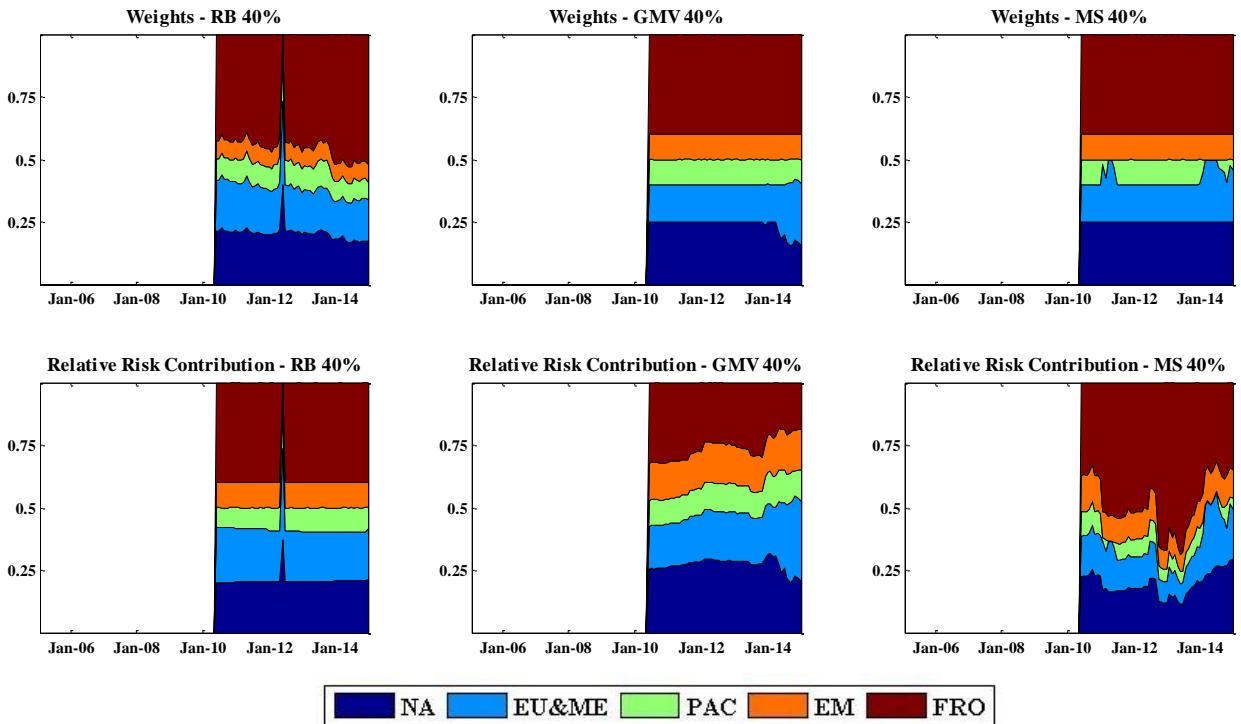 Weights - RB 40%
0.75
0.5
0.25
Jan-06 Jan-08 Jan-10 Jan-12 Jan-14
Weights - GMV 40%
0.75
0.5
0.25
Jan-06 Jan-08 Jan-10 Jan-12 Jan-14
Weights - MS 40%
0.75
0.5
0.25
Jan-06 Jan-08 Jan-10 Jan-12 Jan-14
Relative Risk Contribution - RB 40%
0.75
0.5
0.25
Jan-06 Jan-08 Jan-10 Jan-12 Jan-14
Relative Risk Contribution - GMV 40%
0.75
0.5
0.25
Jan-06 Jan-08 Jan-10 Jan-12 Jan-14
Relative Risk Contribution - MS 40%
0.75
0.5
0.25
Jan-06 Jan-08 Jan-10 Jan-12 Jan-14
NA EU&ME PAC EM FRO